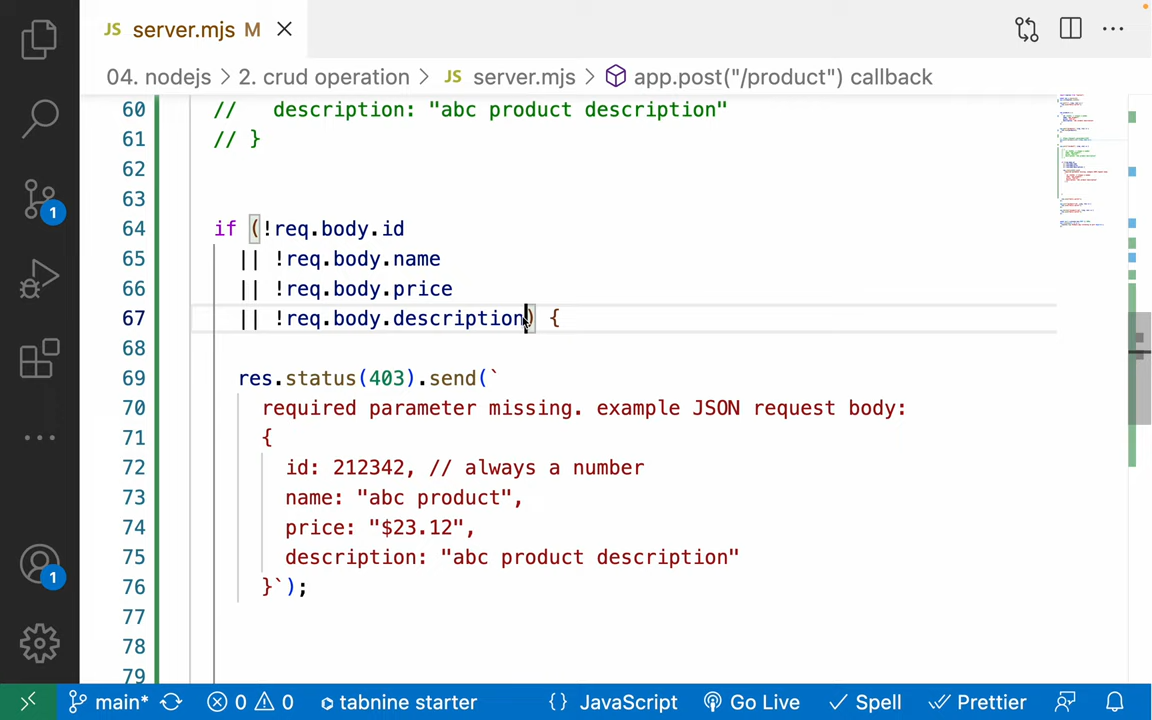 JS server.mjs M
04. nodejs > 2. crud operation > JS server.mjs > app.post("/product") callback
60 //   description: "abc product description"
61 // }
62
63
64 if (!req.body.id
65 || !req.body.name
66 || !req.body.price
67 || !req.body.description) {
68
69 res.status(403).send(`
70 required parameter missing. example JSON request body:
71 {
72 id: 212342, // always a number
73 name: "abc product",
74 price: "$23.12",
75 description: "abc product description"
76 }`);
77
78
79
1
1
main* 0 0 tabnine starter {} JavaScript Go Live Spell Prettier